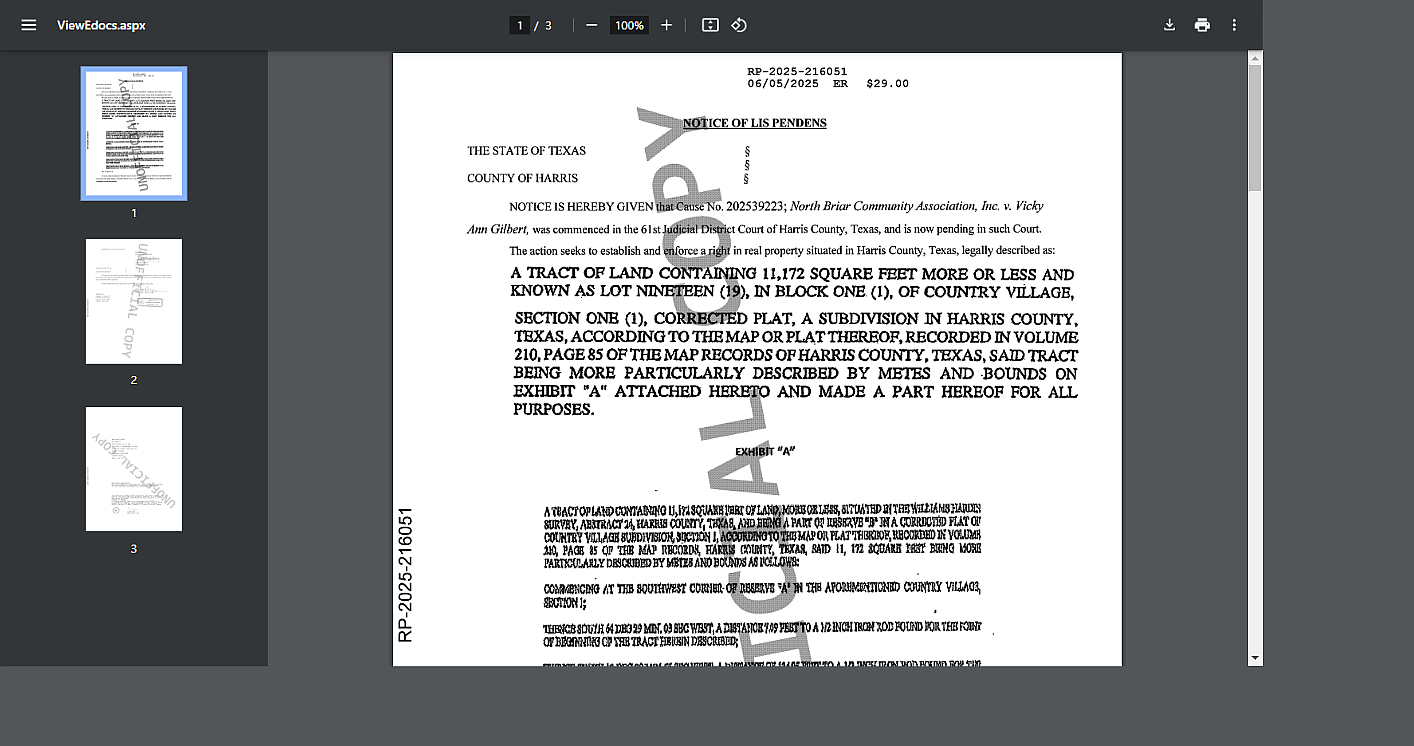 ViewEdocs.aspx
1 / 3
100%
1
2
3
RP-2025-216051
06/05/2025 ER $29.00
NOTICE OF LIS PENDENS
THE STATE OF TEXAS §
§
COUNTY OF HARRIS §
NOTICE IS HEREBY GIVEN that Cause No. 202539223; North Briar Community Association, Inc. v. Vicky
Ann Gilbert, was commenced in the 61st Judicial District Court of Harris County, Texas, and is now pending in such Court.
The action seeks to establish and enforce a right in real property situated in Harris County, Texas, legally described as:
A TRACT OF LAND CONTAINING 11,172 SQUARE FEET MORE OR LESS AND
KNOWN AS LOT NINETEEN (19), IN BLOCK ONE (1), OF COUNTRY VILLAGE,
SECTION ONE (1), CORRECTED PLAT, A SUBDIVISION IN HARRIS COUNTY,
TEXAS, ACCORDING TO THE MAP OR PLAT THEREOF, RECORDED IN VOLUME
210, PAGE 85 OF THE MAP RECORDS OF HARRIS COUNTY, TEXAS, SAID TRACT
BEING MORE PARTICULARLY DESCRIBED BY METES AND BOUNDS ON
EXHIBIT "A" ATTACHED HERETO AND MADE A PART HEREOF FOR ALL
PURPOSES.
EXHIBIT "A"
A TRACT OF LAND CONTAINING 11,172 SQUARE FEET OF LAND, MORE OR LESS, SITUATED IN THE WILLIAMS HARDIN
SURVEY, ABSTRACT 24, HARRIS COUNTY, TEXAS, AND BEING A PART OF RESERVE "B" IN A CORRECTED PLAT OF
COUNTRY VILLAGE SUBDIVISION, SECTION 1, ACCORDING TO THE MAP OR PLAT THEREOF, RECORDED IN VOLUME
210, PAGE 85 OF THE MAP RECORDS, HARRIS COUNTY, TEXAS, SAID 11, 172 SQUARE FEET BEING MORE
PARTICULARLY DESCRIBED BY METES AND BOUNDS AS FOLLOWS:
COMMENCING AT THE SOUTHWEST CORNER OF RESERVE "A" IN THE AFOREMENTIONED COUNTRY VILLAGE,
SECTION 1;
THENCE SOUTH 64 DEG 29 MIN, 03 SEC WEST, A DISTANCE 7.09 FEET TO A 1/2 INCH IRON ROD FOUND FOR THE POINT
OF BEGINNING OF THE TRACT HEREIN DESCRIBED;
RP-2025-216051
ICIAL COPY
UNOFFICIAL COPY
UNOFFICIAL COPY
UNOFFICIAL COPY